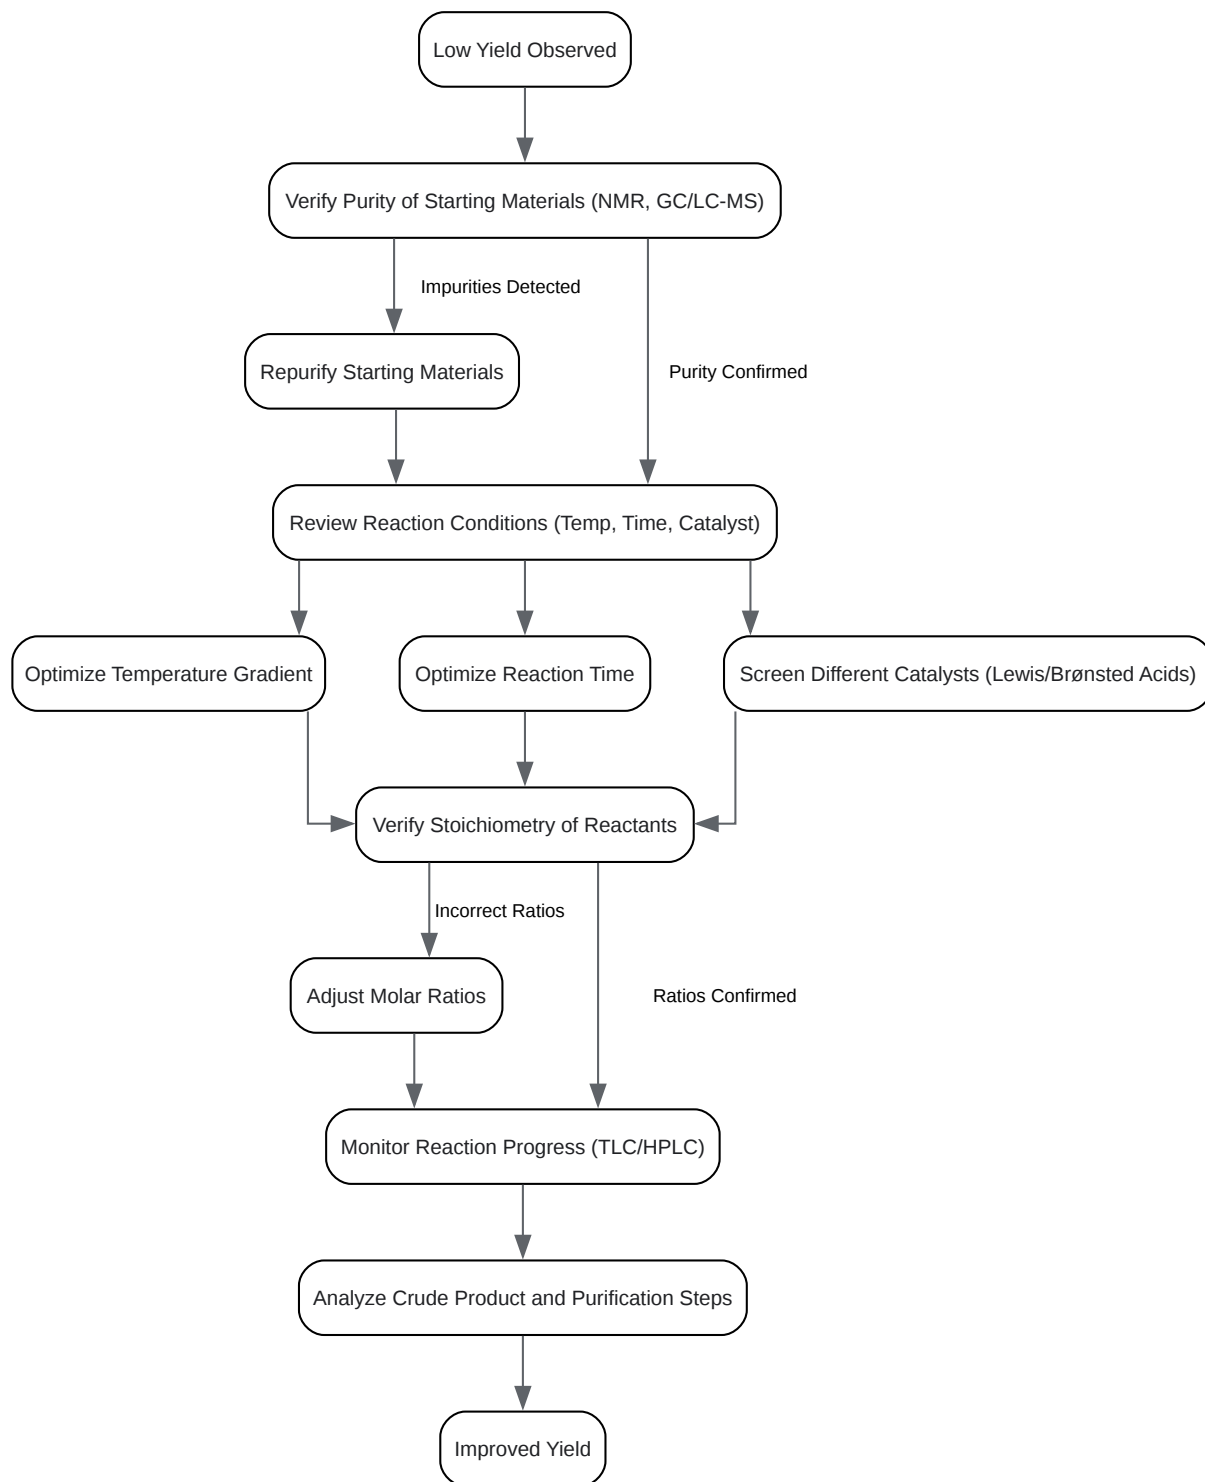 Low Yield Observed
Verify Purity of Starting Materials (NMR, GC/LC-MS)
Impurities Detected
Repurify Starting Materials
Purity Confirmed
Review Reaction Conditions (Temp, Time, Catalyst)
Optimize Temperature Gradient
Optimize Reaction Time
Screen Different Catalysts (Lewis/Brønsted Acids)
Verify Stoichiometry of Reactants
Incorrect Ratios
Adjust Molar Ratios
Ratios Confirmed
Monitor Reaction Progress (TLC/HPLC)
Analyze Crude Product and Purification Steps
Improved Yield